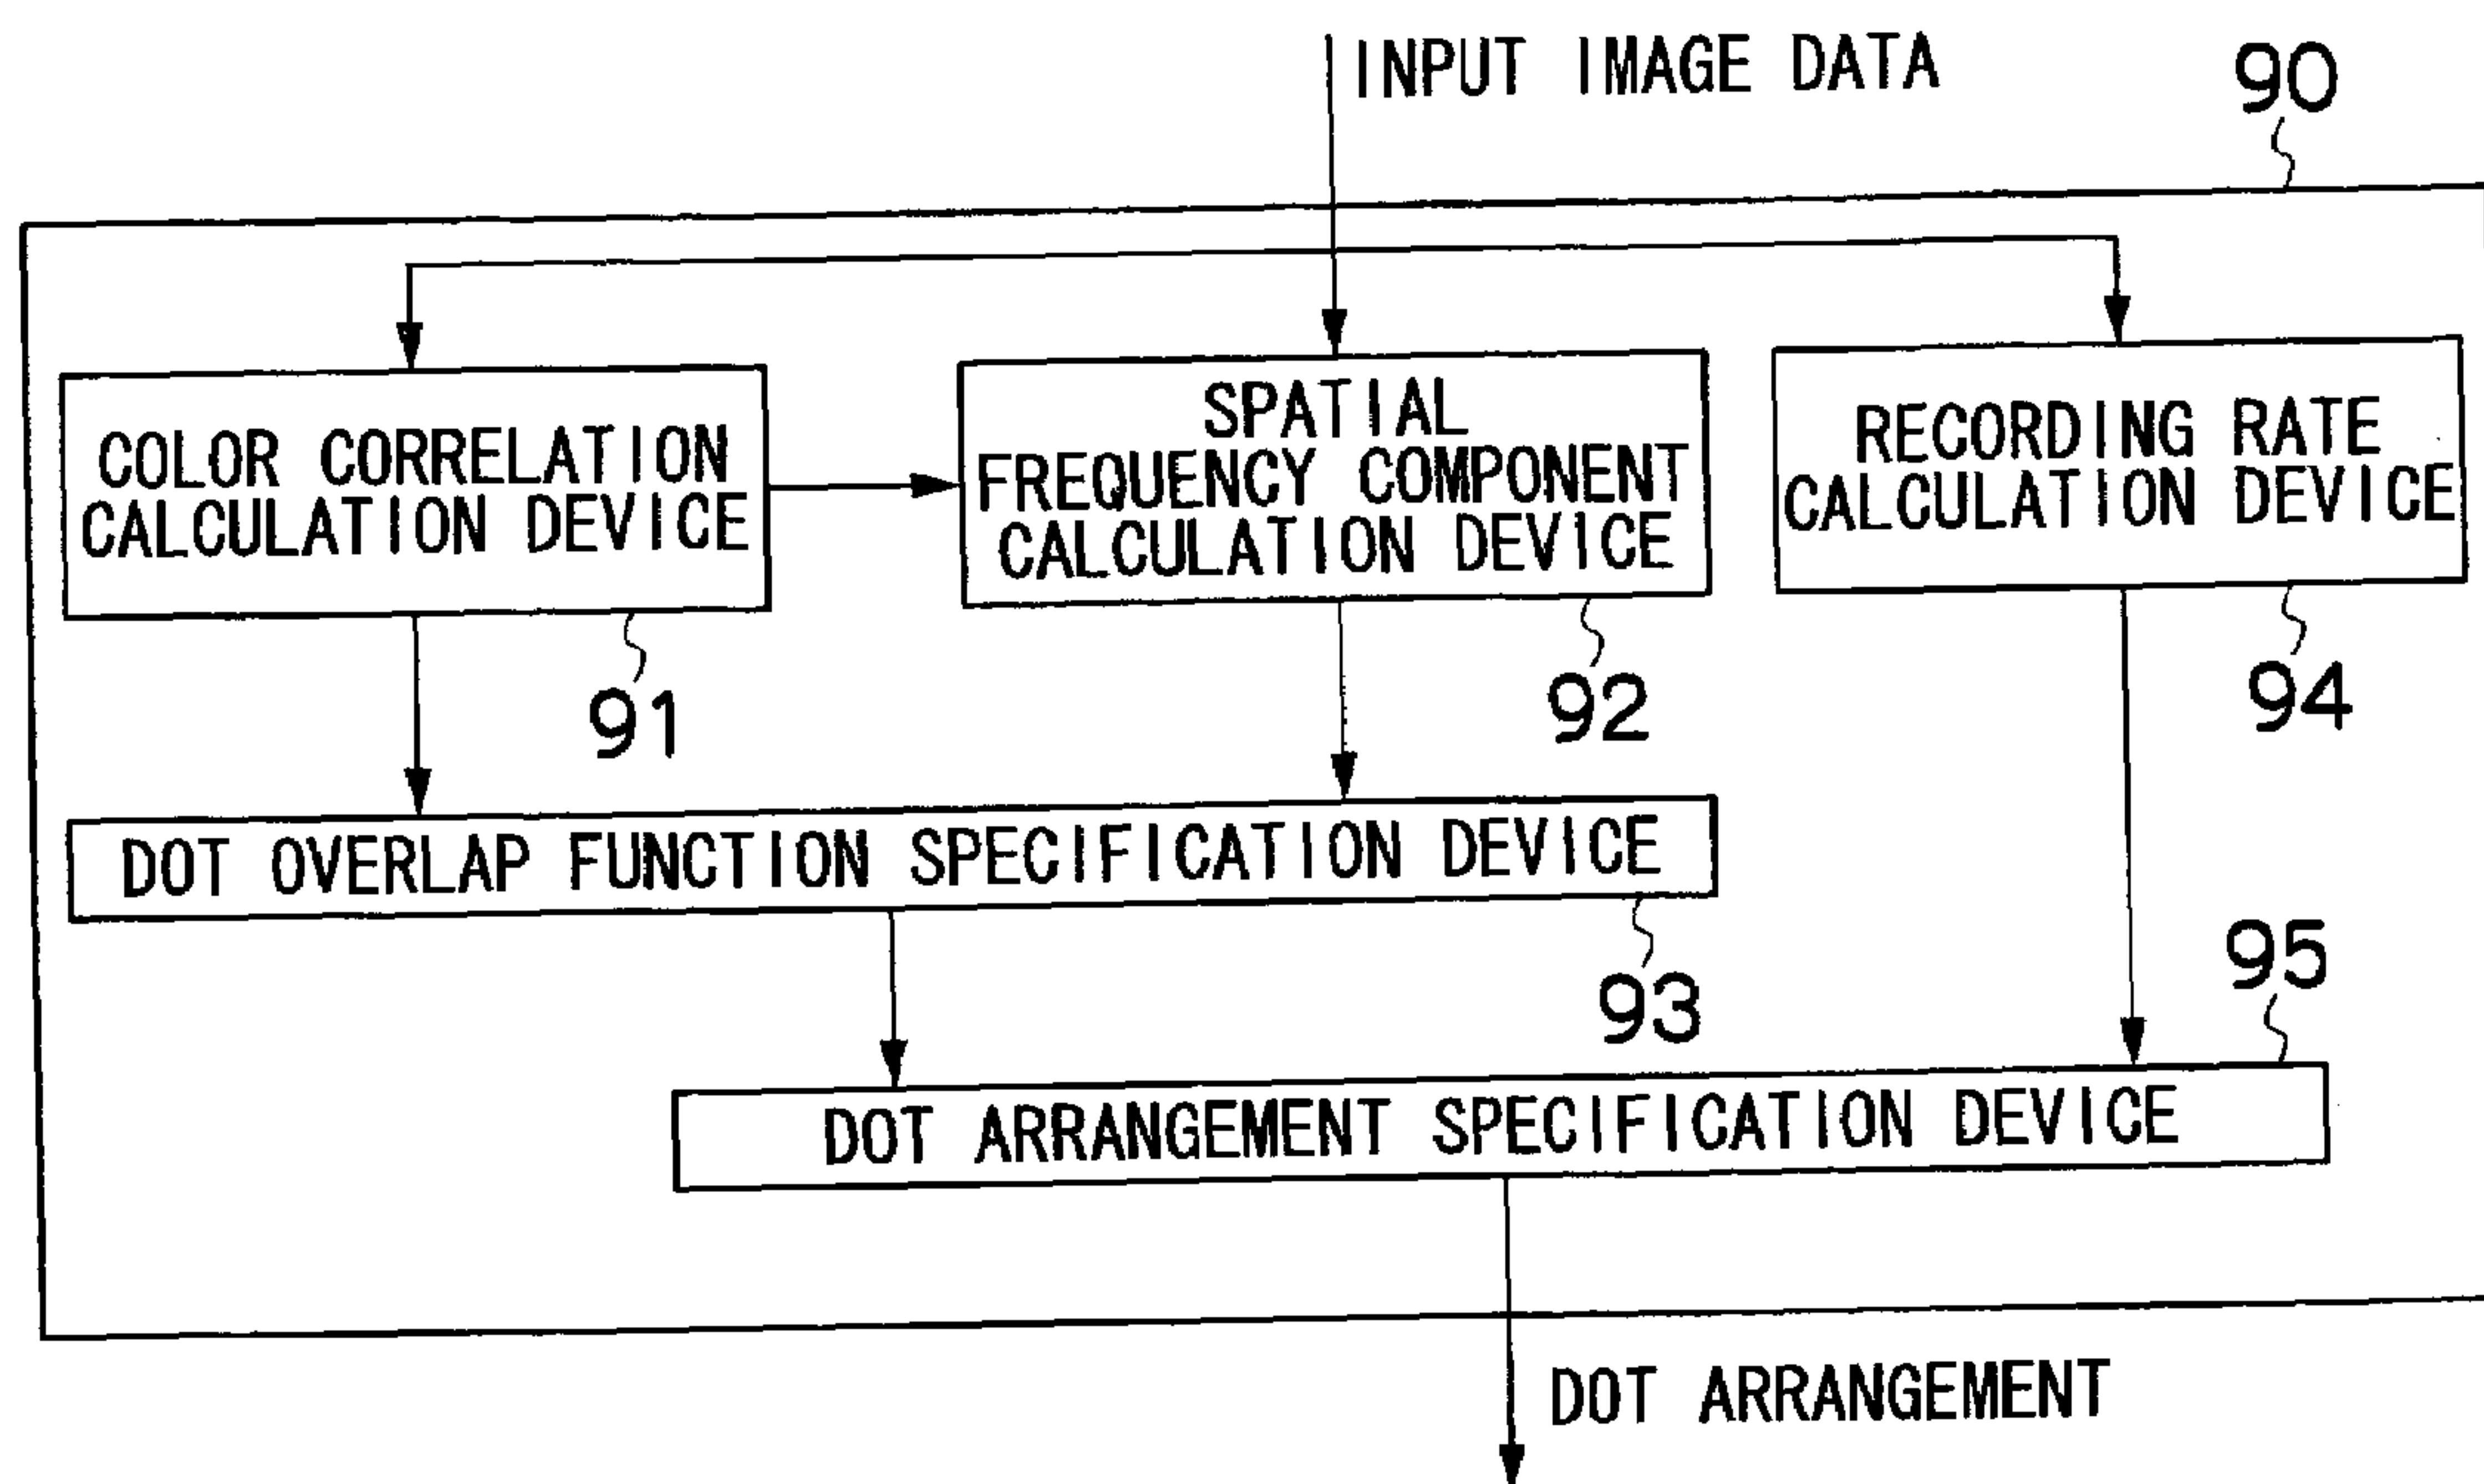 INPUT IMAGE DATA
90
COLOR CORRELATION
CALCULATION DEVICE
SPATIAL
FREQUENCY COMPONENT
CALCULATION DEVICE
RECORDING RATE
CALCULATION DEVICE
91
92
94
DOT OVERLAP FUNCTION SPECIFICATION DEVICE
93
95
DOT ARRANGEMENT SPECIFICATION DEVICE
DOT ARRANGEMENT